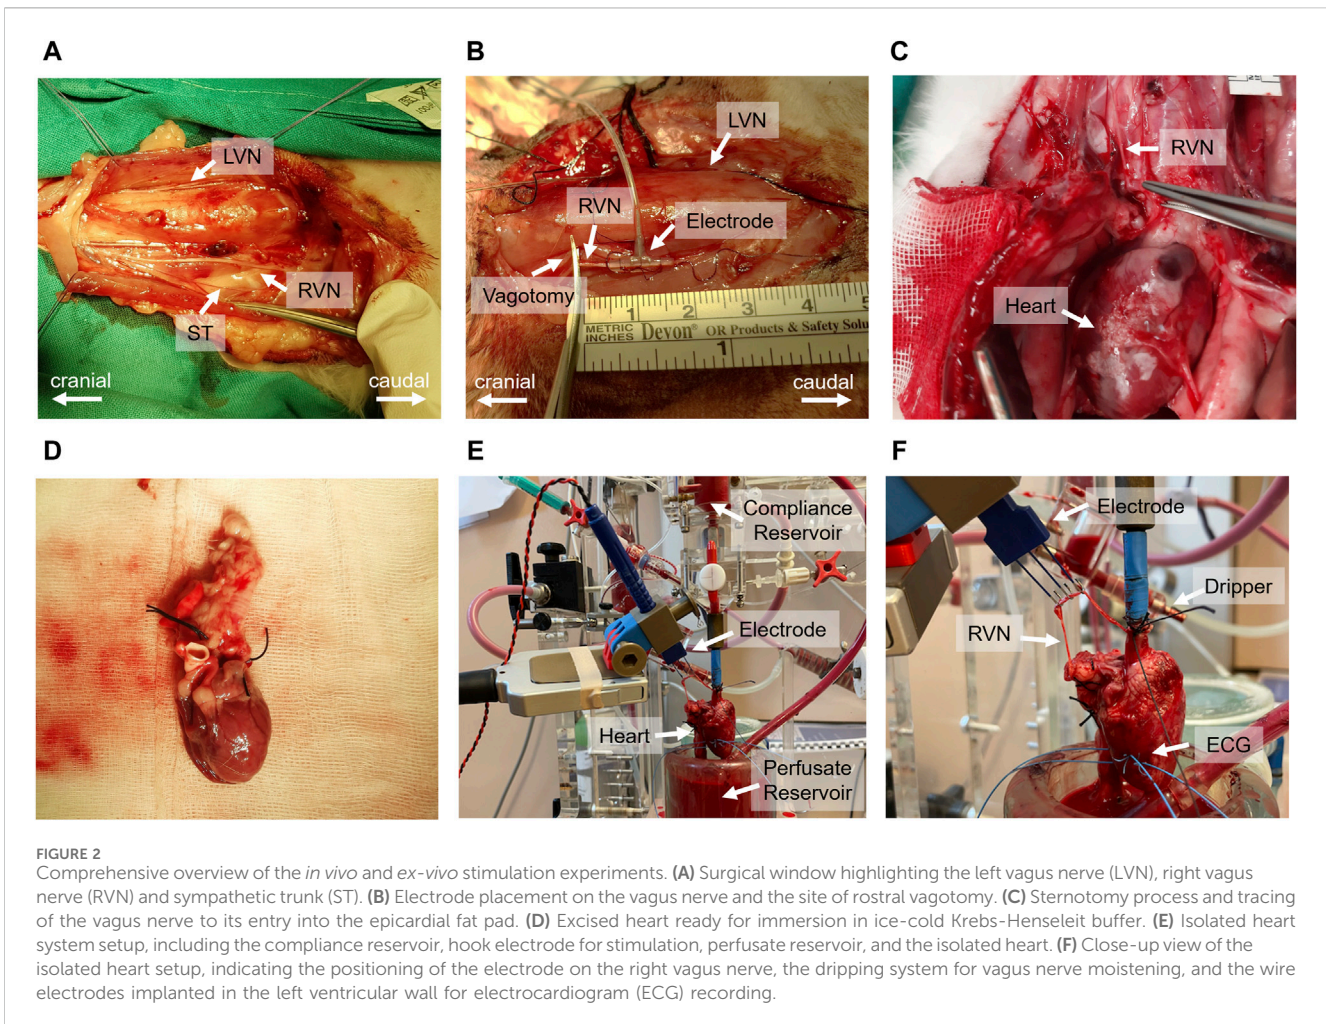 A
B
C
LVN
RVN
ST
cranial
caudal
LVN
RVN
Electrode
Vagotomy
1 2 3 4 5
METRIC
INCHES
Devon® OR Products & Safety Solu
1
cranial
caudal
RVN
Heart
D
E
F
Compliance
Reservoir
Electrode
Heart
Perfusate
Reservoir
Electrode
Dripper
RVN
ECG
FIGURE 2
Comprehensive overview of the in vivo and ex-vivo stimulation experiments. (A) Surgical window highlighting the left vagus nerve (LVN), right vagus
nerve (RVN) and sympathetic trunk (ST). (B) Electrode placement on the vagus nerve and the site of rostral vagotomy. (C) Sternotomy process and tracing
of the vagus nerve to its entry into the epicardial fat pad. (D) Excised heart ready for immersion in ice-cold Krebs-Henseleit buffer. (E) Isolated heart
system setup, including the compliance reservoir, hook electrode for stimulation, perfusate reservoir, and the isolated heart. (F) Close-up view of the
isolated heart setup, indicating the positioning of the electrode on the right vagus nerve, the dripping system for vagus nerve moistening, and the wire
electrodes implanted in the left ventricular wall for electrocardiogram (ECG) recording.